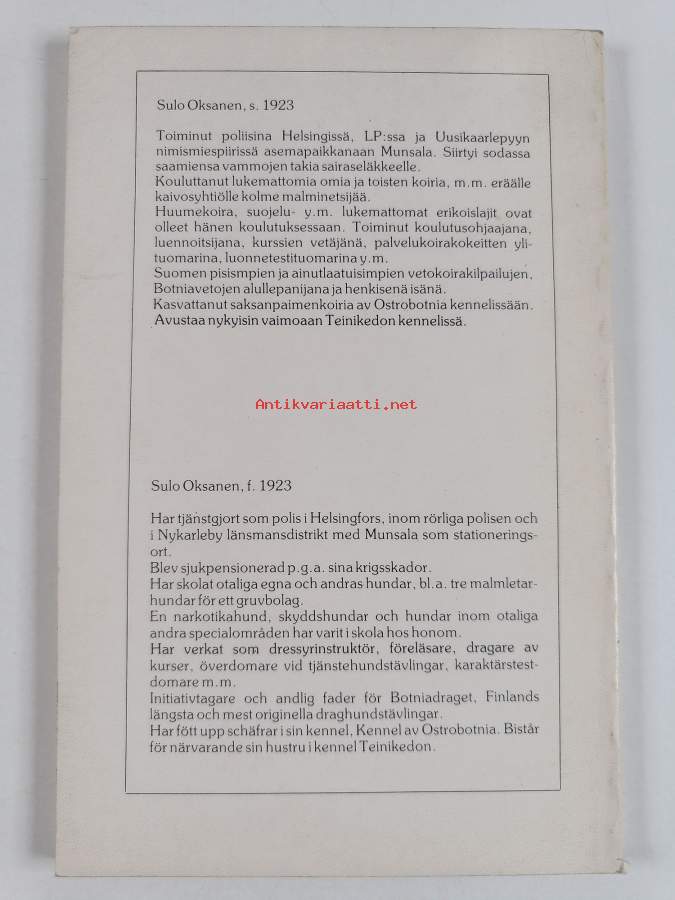 Sulo Oksanen, s. 1923
Toiminut poliisina Helsingissä, LP:ssa ja Uusikaarlepyyn
nimismiespiirissä asemapaikkanaan Munsala. Siirtyi sodassa
saamiensa vammojen takia sairaseläkkeelle.
Kouluttanut lukemattomia omia ja toisten koiria, m.m. eräälle
kaivosyhtiölle kolme malminetsijää.
Huumekoira, suojelu- y.m. lukemattomat erikoislajit ovat
olleet hänen koulutuksessaan. Toiminut koulutusohjaajana,
luennoitsijana, kurssien vetäjänä, palvelukoirakokeitten yli-
tuomarina, luonnetestituomarina y.m.
Suomen pisismpien ja ainutlaatuisimpien vetokoirakilpailujen,
Botniavetojen alullepanijana ja henkisenä isänä.
Kasvattanut saksanpaimenkoiria av Ostrobotnia kennelissään.
Avustaa nykyisin vaimoaan Teinikedon kennelissä.
Antikvariaatti.net
Sulo Oksanen, f. 1923
Har tjänstgjort som polis i Helsingfors, inom rörliga polisen och
i Nykarleby länsmansdistrikt med Munsala som stationerings-
ort.
Blev sjukpensionerad p.g.a. sina krigsskador.
Har skolat otaliga egna och andras hundar, bl.a. tre malmletar-
hundar för ett gruvbolag.
En narkotikahund, skyddshundar och hundar inom otaliga
andra specialområden har varit i skola hos honom.
Har verkat som dressyrinstruktör, föreläsare, dragare av
kurser, överdomare vid tjänstehundstävlingar, karaktärstest-
domare m.m.
Initiativtagare och andlig fader för Botniadraget, Finlands
längsta och mest originella draghundstävlingar.
Har fött upp schäfrar i sin kennel, Kennel av Ostrobotnia. Bistår
för närvarande sin hustru i kennel Teinikedon.